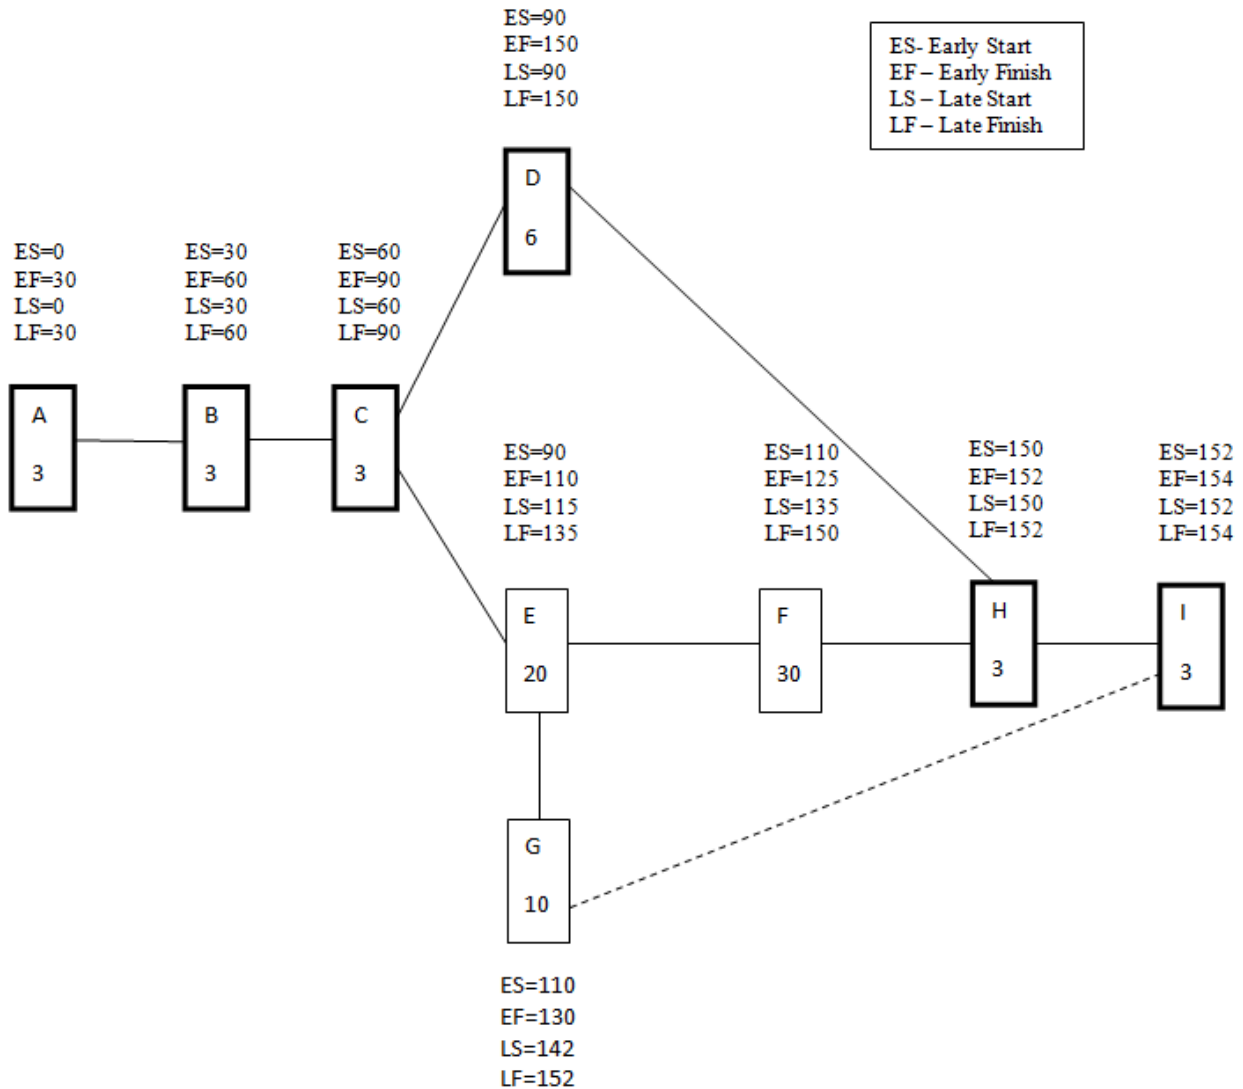 ES=90
EF=150
LS=90
LF=150
ES- Early Start
EF – Early Finish
LS – Late Start
LF – Late Finish
D
6
ES=0
EF=30
LS=0
LF=30
ES=30
EF=60
LS=30
LF=60
ES=60
EF=90
LS=60
LF=90
A
3
B
3
C
3
ES=90
EF=110
LS=115
LF=135
ES=110
EF=125
LS=135
LF=150
ES=150
EF=152
LS=150
LF=152
ES=152
EF=154
LS=152
LF=154
E
20
F
30
H
3
I
3
G
10
ES=110
EF=130
LS=142
LF=152